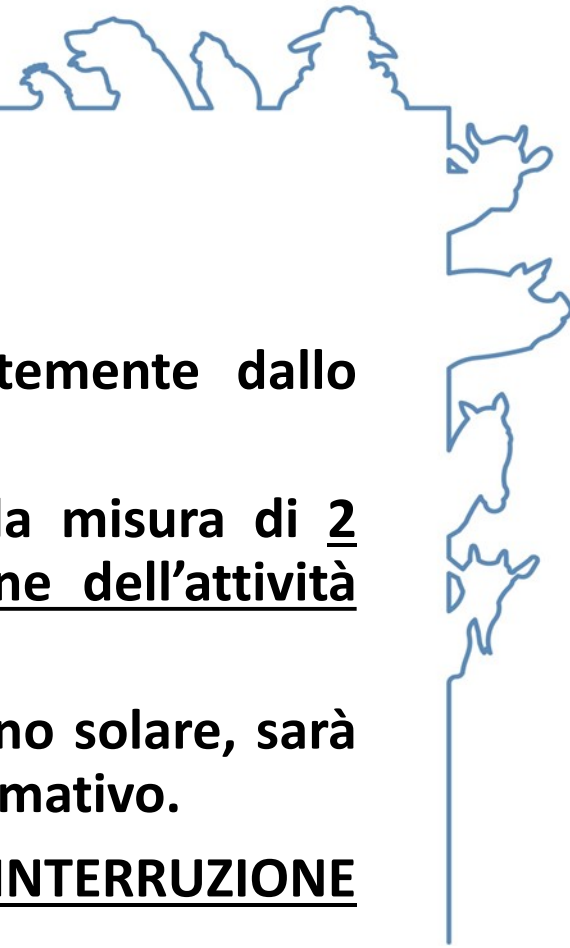 temente dallo
la misura di 2
ne dell’attività
no solare, sarà
mativo.
INTERRUZIONE